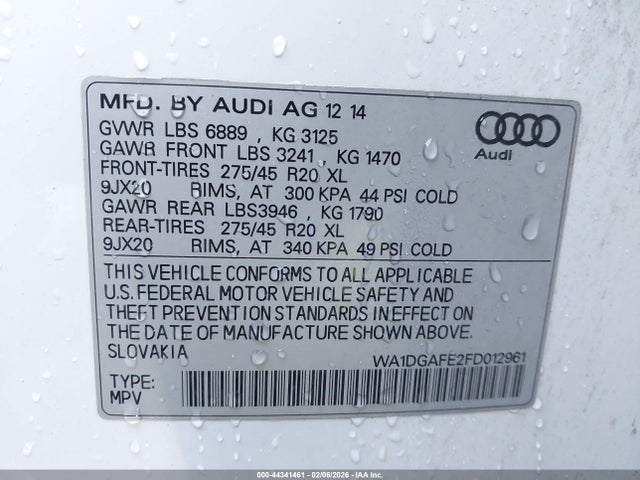 MFD. BY AUDI AG 12 14
GVWR LBS 6889 , KG 3125
GAWR FRONT LBS 3241 , KG 1470
FRONT-TIRES 275/45 R20 XL
9JX20 RIMS, AT 300 KPA 44 PSI COLD
GAWR REAR LBS3946 , KG 1790
REAR-TIRES 275/45 R20 XL
9JX20 RIMS, AT 340 KPA 49 PSI COLD
Audi
THIS VEHICLE CONFORMS TO ALL APPLICABLE
U.S. FEDERAL MOTOR VEHICLE SAFETY AND
THEFT PREVENTION STANDARDS IN EFFECT ON
THE DATE OF MANUFACTURE SHOWN ABOVE.
SLOVAKIA WA1DGAFE2FD012961
TYPE:
MPV
000-44341461 - 02/06/2026 - IAA Inc.